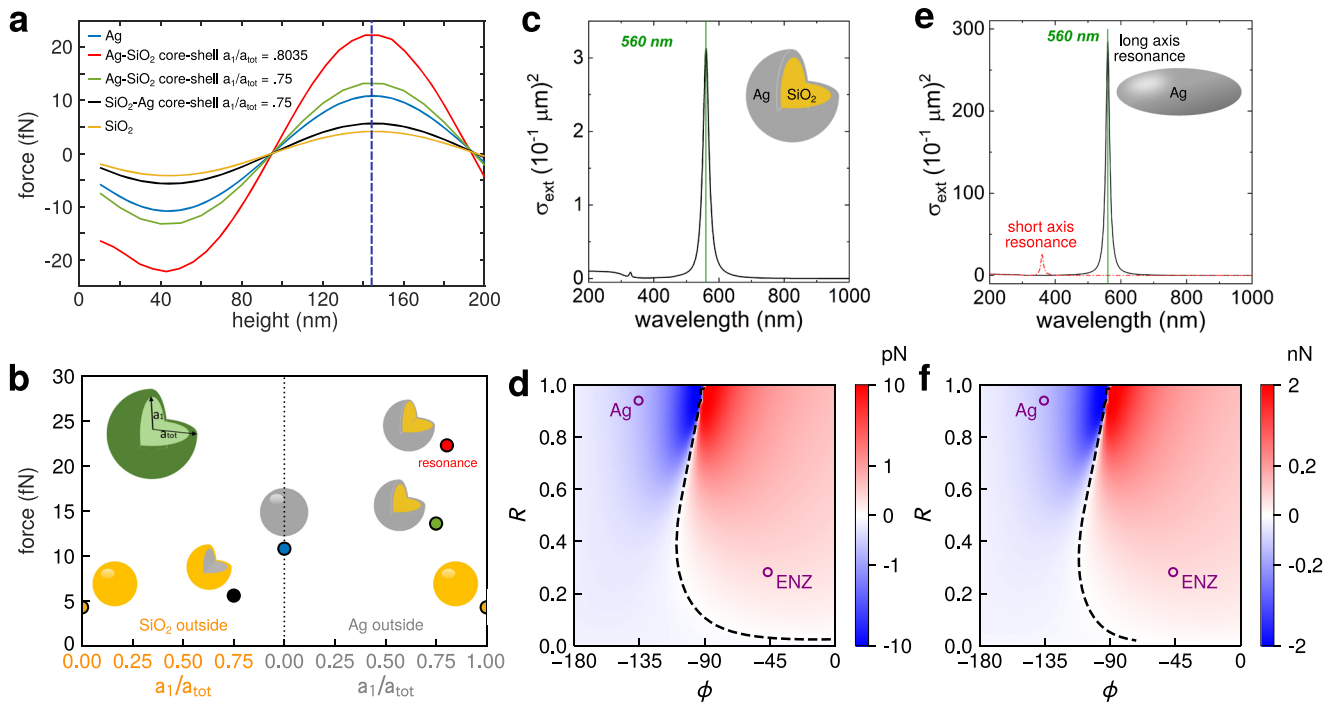 a
force (fN)
20
10
0
-10
-20
0
40
80
120
160
200
height (nm)
Ag
Ag-SiO₂ core-shell a₁/aₜₒₜ = .8035
Ag-SiO₂ core-shell a₁/aₜₒₜ = .75
SiO₂-Ag core-shell a₁/aₜₒₜ = .75
SiO₂
c
560 nm
σₑₓₜ (10⁻¹ μm)²
3
2
1
0
200 400 600 800 1000
wavelength (nm)
Ag
SiO₂
e
560 nm
long axis
resonance
Ag
short axis
resonance
σₑₓₜ (10⁻¹ μm)²
300
200
100
0
200 400 600 800 1000
wavelength (nm)
b
force (fN)
30
25
20
15
10
5
0
a₁
aₜₒₜ
resonance
SiO₂ outside
Ag outside
0.00 0.25 0.50 0.75 0.00 0.25 0.50 0.75 1.00
a₁/aₜₒₜ
a₁/aₜₒₜ
d
R
1.0
0.8
0.6
0.4
0.2
0.0
Ag
ENZ
−180 −135 −90 −45 0
ϕ
pN
10
1
0
-1
-10
f
R
1.0
0.8
0.6
0.4
0.2
0.0
Ag
ENZ
−180 −135 −90 −45 0
ϕ
nN
2
0.2
0
-0.2
-2